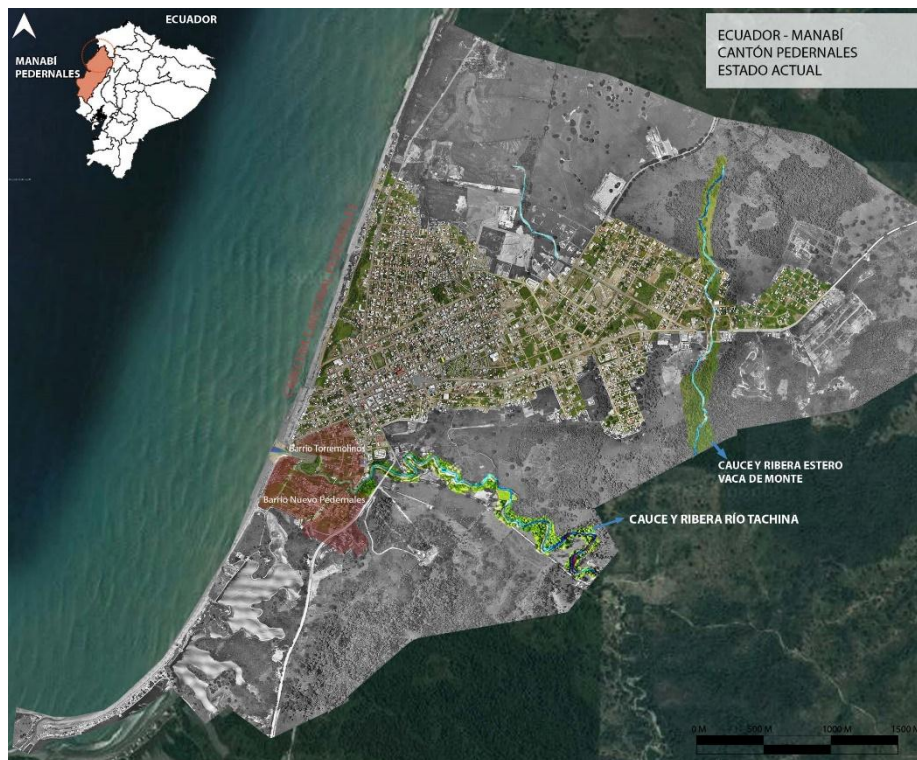 ECUADOR
MANABÍ
PEDERNALES
ECUADOR - MANABÍ
CANTÓN PEDERNALES
ESTADO ACTUAL
Barrio Torremolinos
Barrio Nuevo Pedernales
CAUCE Y RIBERA ESTERO
VACA DE MONTE
CAUCE Y RIBERA RÍO TACHINA
0 M
500 M
1000 M
1500 M